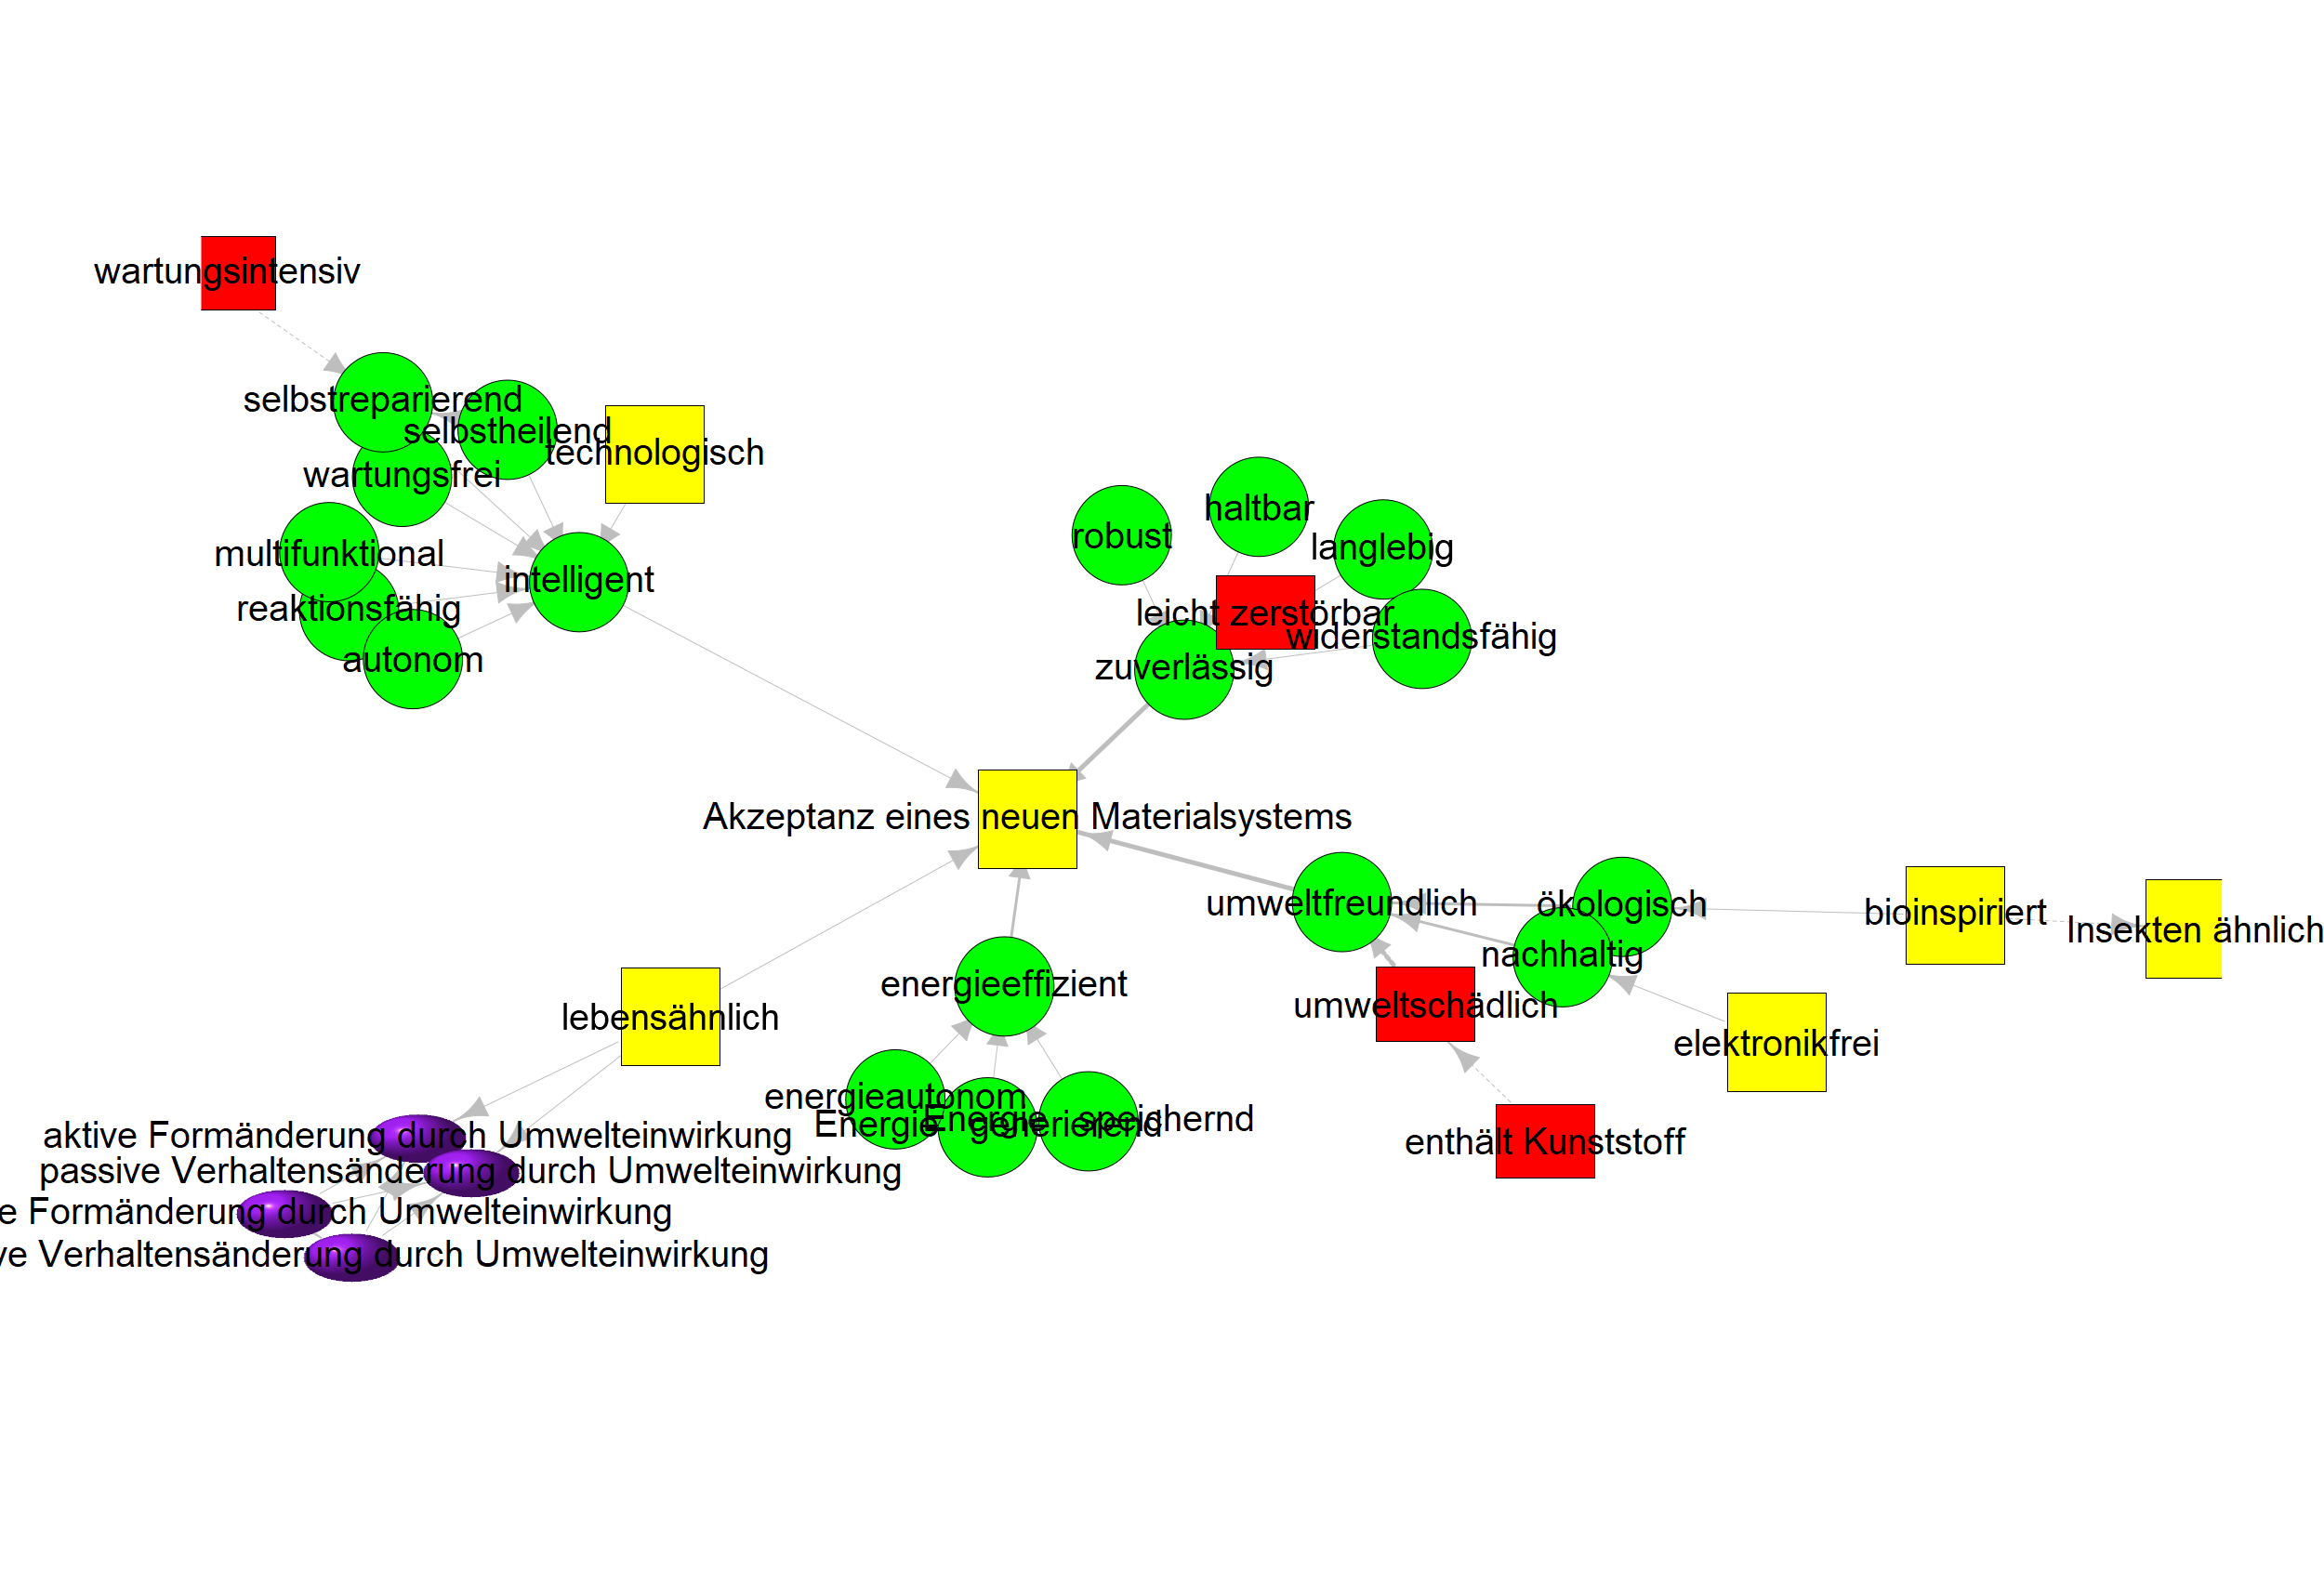 wartungsintensiv
selbstreparierend
selbstheilend
technologisch
wartungsfrei
haltbar
robust
langlebig
multifunktional
intelligent
reaktionsfähig
leicht zerstörbar
widerstandsfähig
autonom
zuverlässig
Akzeptanz eines neuen Materialsystems
umweltfreundlich
ökologisch
bioinspiriert
Insekten ähnlich
nachhaltig
energieeffizient
umweltschädlich
lebensähnlich
elektronikfrei
energieautonom
Energie speichernd
Energie generierend
aktive Formänderung durch Umwelteinwirkung
enthält Kunststoff
passive Verhaltensänderung durch Umwelteinwirkung
e Formänderung durch Umwelteinwirkung
ve Verhaltensänderung durch Umwelteinwirkung